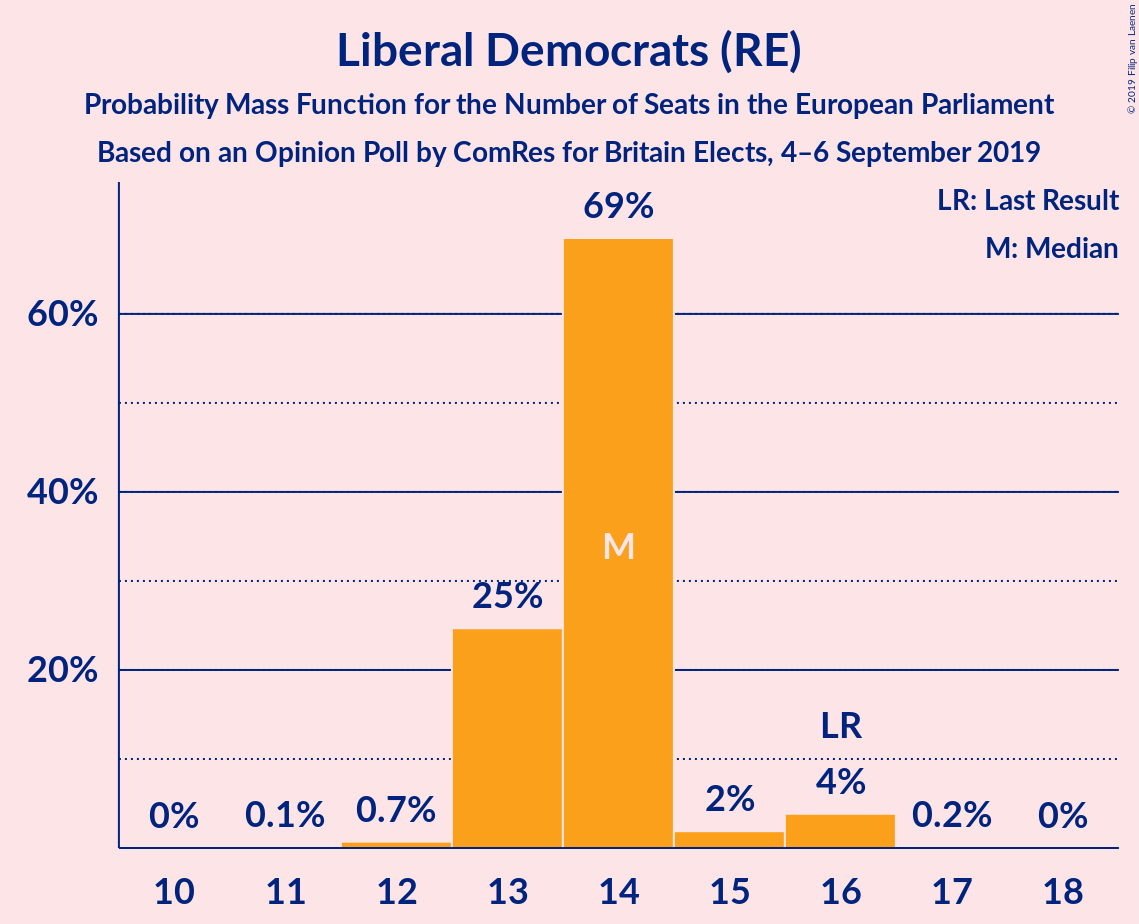 Liberal Democrats (RE)
Probability Mass Function for the Number of Seats in the European Parliament
Based on an Opinion Poll by ComRes for Britain Elects, 4–6 September 2019
© 2019 Filip van Laenen
LR: Last Result
M: Median
60%
40%
20%
0%
0.1%
0.7%
25%
69%
M
2%
LR
4%
0.2%
0%
10
11
12
13
14
15
16
17
18